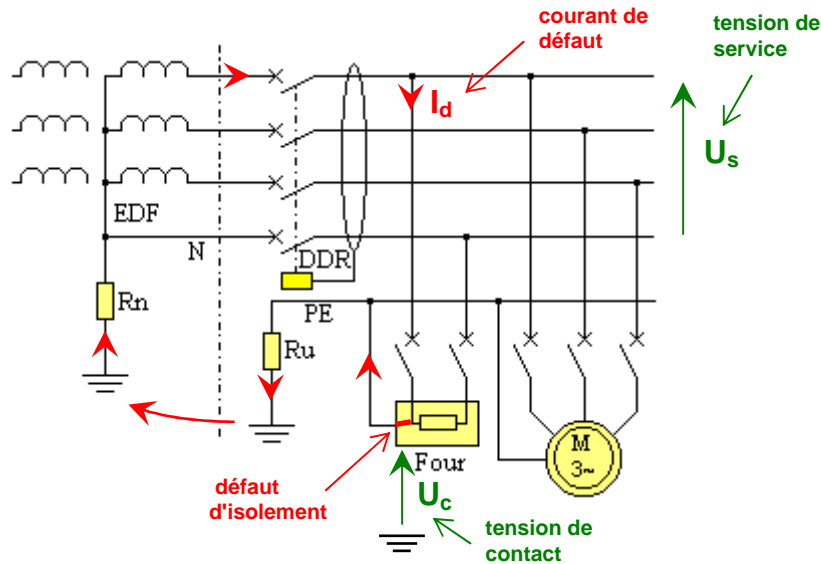 courant de
défaut
tension de
service
Id
Us
EDF
N
DDR
Rn
PE
Ru
M
3~
Four
défaut
d'isolement
Uc
tension de
contact